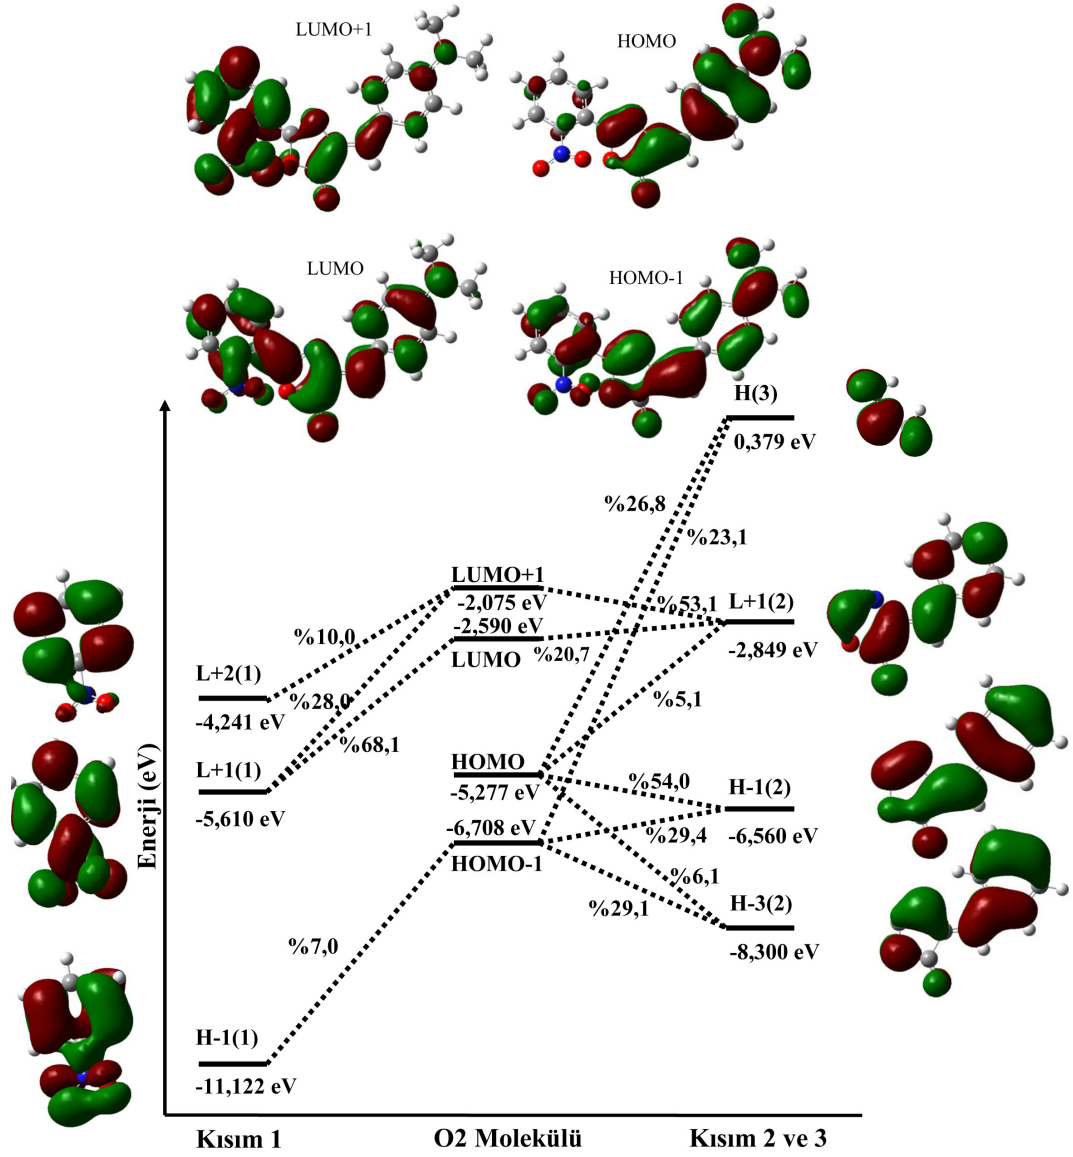 LUMO+1
HOMO
LUMO
HOMO-1
H(3)
0,379 eV
%26,8
%23,1
LUMO+1
-2,075 eV
-2,590 eV
LUMO
%53,1
L+1(2)
-2,849 eV
%20,7
%10,0
L+2(1)
-4,241 eV
%28,0
%68,1
%5,1
L+1(1)
-5,610 eV
HOMO
-5,277 eV
-6,708 eV
HOMO-1
%54,0
H-1(2)
-6,560 eV
%29,4
%6,1
%29,1
H-3(2)
-8,300 eV
%7,0
H-1(1)
-11,122 eV
Enerji (eV)
Kısım 1
O2 Molekülü
Kısım 2 ve 3